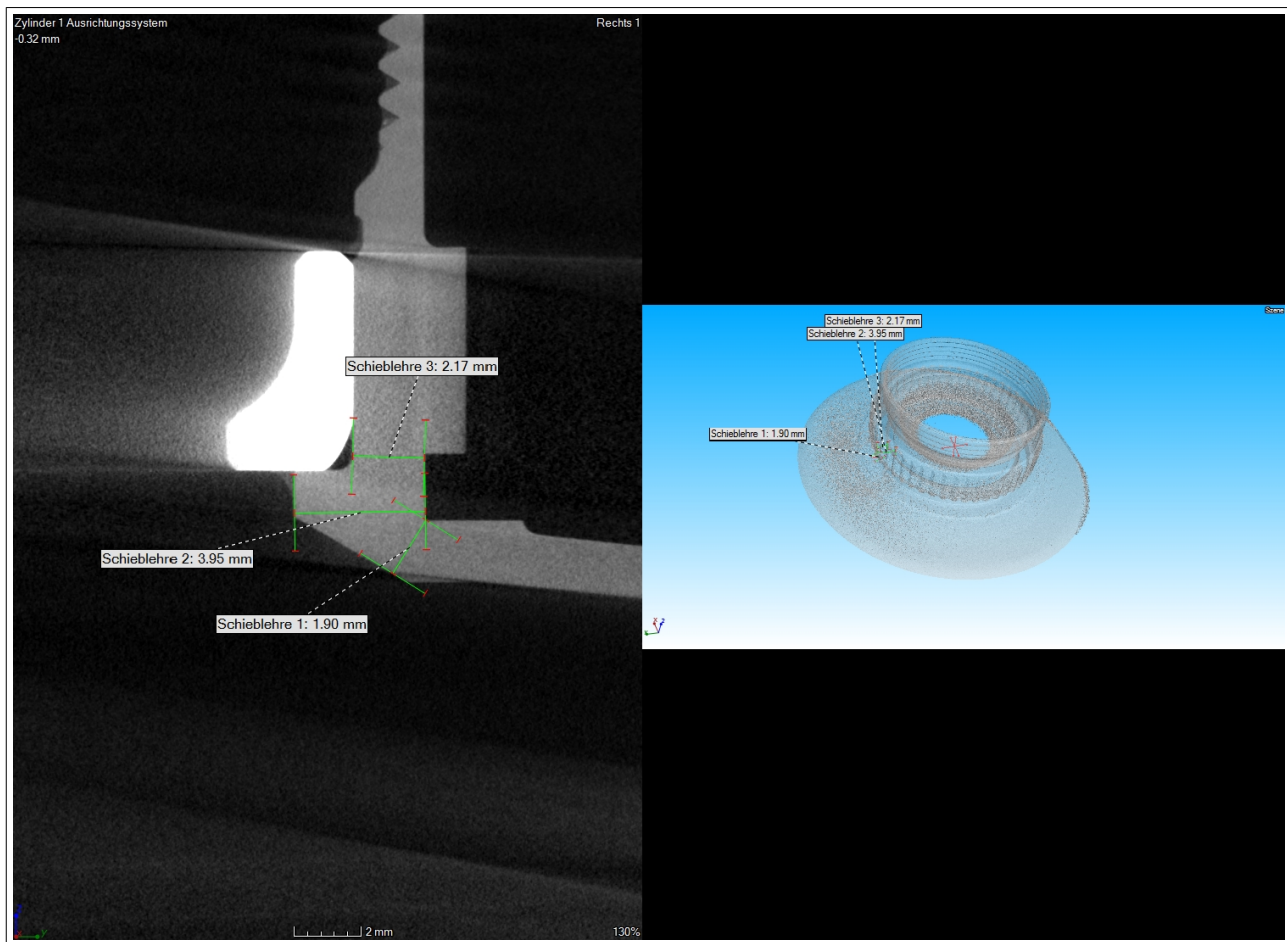 Zylinder 1 Ausrichtungssystem
-0.32 mm
Rechts 1
Schieblehre 3: 2.17 mm
Schieblehre 2: 3.95 mm
Schieblehre 1: 1.90 mm
2 mm
130%
Szene
Schieblehre 3: 2.17 mm
Schieblehre 2: 3.95 mm
Schieblehre 1: 1.90 mm